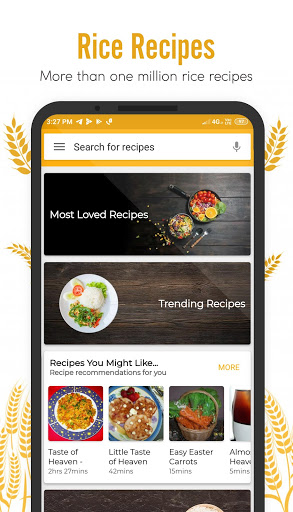 Rice Recipes
More than one million rice recipes
3:27 PM
4G
Search for recipes
Most Loved Recipes
Trending Recipes
Recipes You Might Like...
Recipe recommendations for you
MORE
Taste of
Heaven -
2hrs 27mins
Little Taste
of Heaven
42mins
Easy Easter
Carrots
15mins
Almo
Heave
5mins